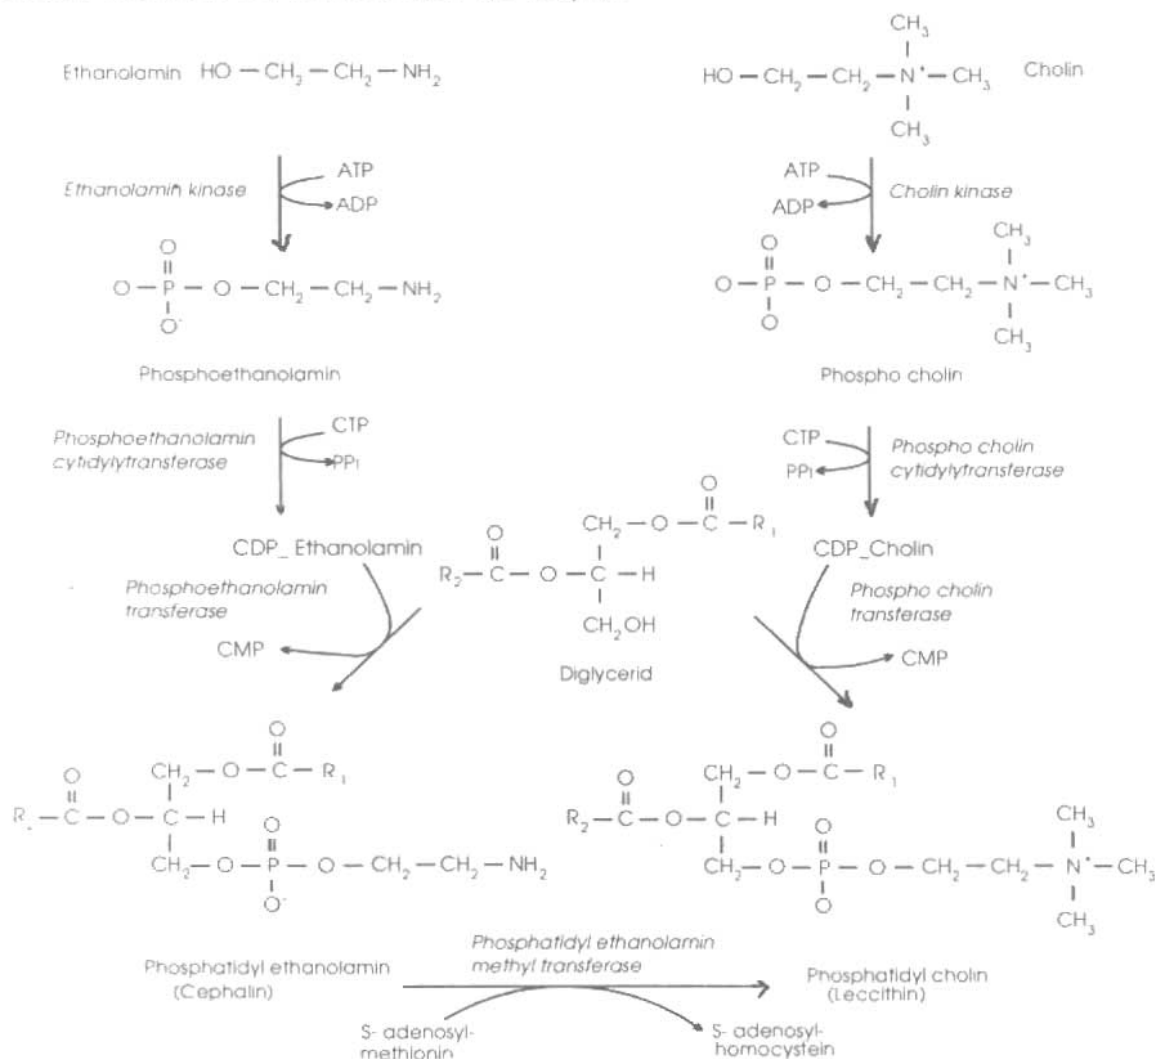 Ethanolamin HO — CH2 — CH2 — NH2
CH3
HO — CH2 — CH2 — N+ — CH3 Cholin
CH3
Ethanolamin kinase
ATP
ADP
ATP
ADP
Cholin kinase
O
O — P — O — CH2 — CH2 — NH2
O-
Phosphoethanolamin
O CH3
O — P — O — CH2 — CH2 — N+ — CH3
O CH3
Phospho cholin
Phosphoethanolamin
cytidylytransferase
CTP
PPi
CTP
PPi
Phospho cholin
cytidylytransferase
CDP_ Ethanolamin
O
CH2 — O — C — R1
O
R2 — C — O — C — H
CH2OH
Diglycerid
CDP_Cholin
Phosphoethanolamin
transferase
CMP
Phospho cholin
transferase
CMP
O
CH2 — O — C — R1
O
R — C — O — C — H
O
CH2 — O — P — O — CH2 — CH2 — NH2
O-
O
CH2 — O — C — R1
O
R2 — C — O — C — H
O CH3
CH2 — O — P — O — CH2 — CH2 — N+ — CH3
O CH3
Phosphatidyl ethanolamin
(Cephalin)
Phosphatidyl ethanolamin
methyl transferase
Phosphatidyl cholin
(Leccithin)
S- adenosyl-
methionin
S- adenosyl-
homocystein